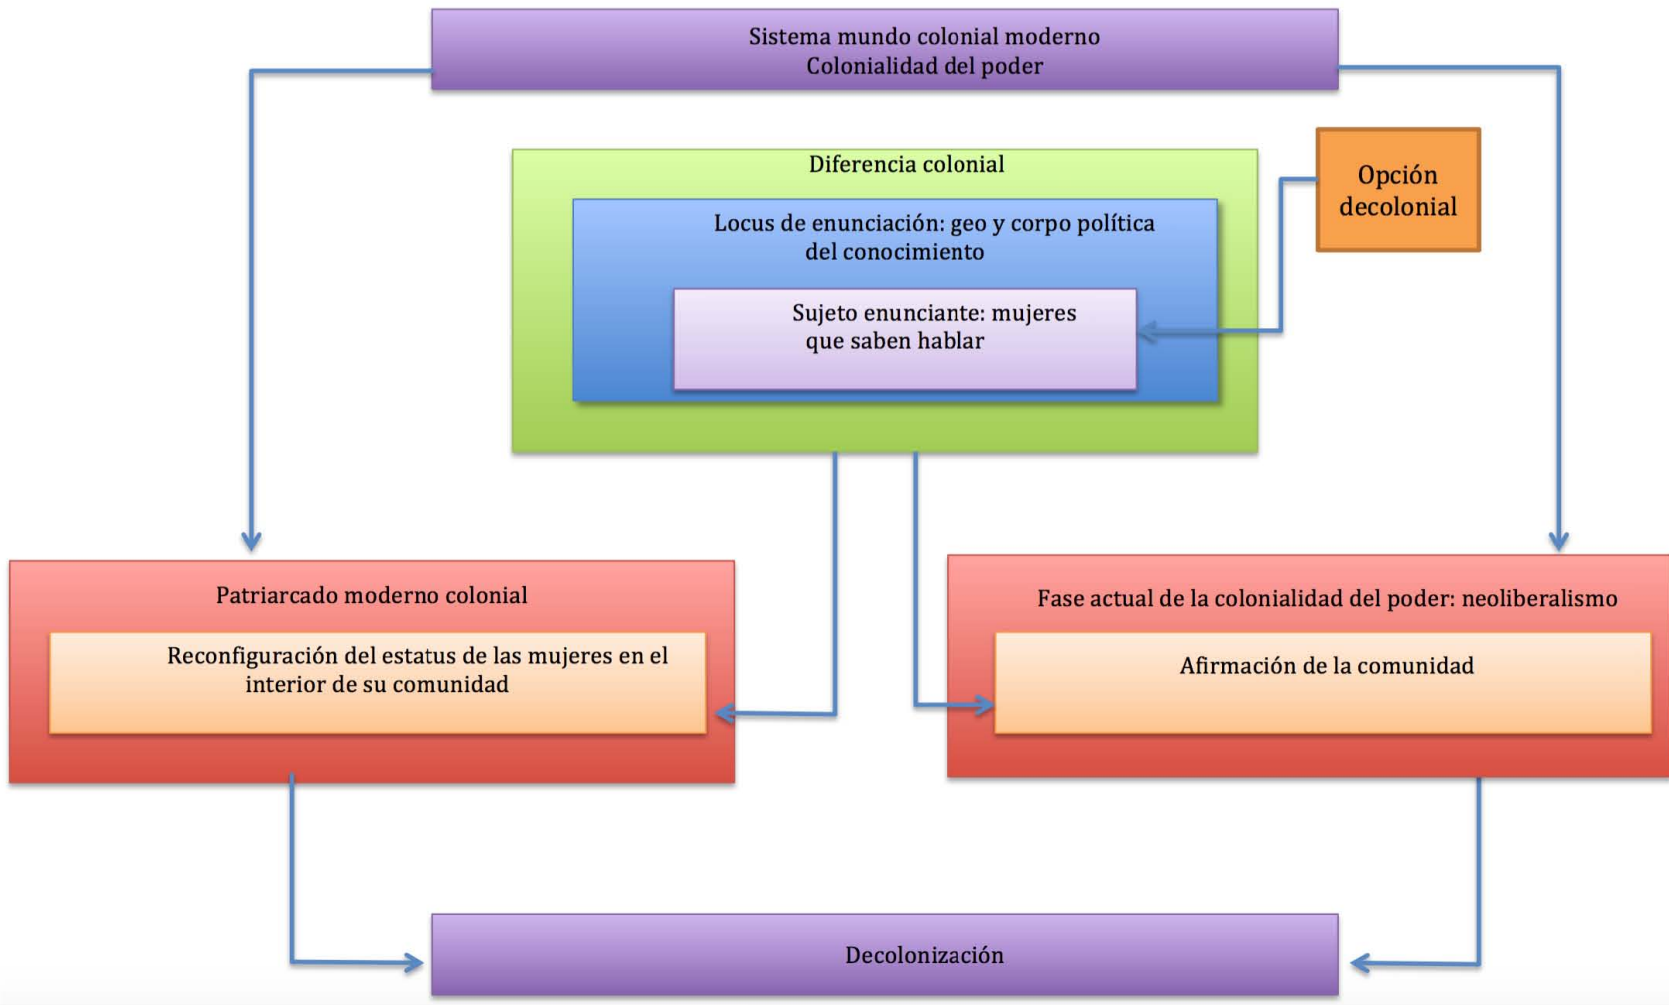 Sistema mundo colonial moderno
Colonialidad del poder
Diferencia colonial
Opción
decolonial
Locus de enunciación: geo y corpo política
del conocimiento
Sujeto enunciante: mujeres
que saben hablar
Patriarcado moderno colonial
Reconfiguración del estatus de las mujeres en el
interior de su comunidad
Fase actual de la colonialidad del poder: neoliberalismo
Afirmación de la comunidad
Decolonización